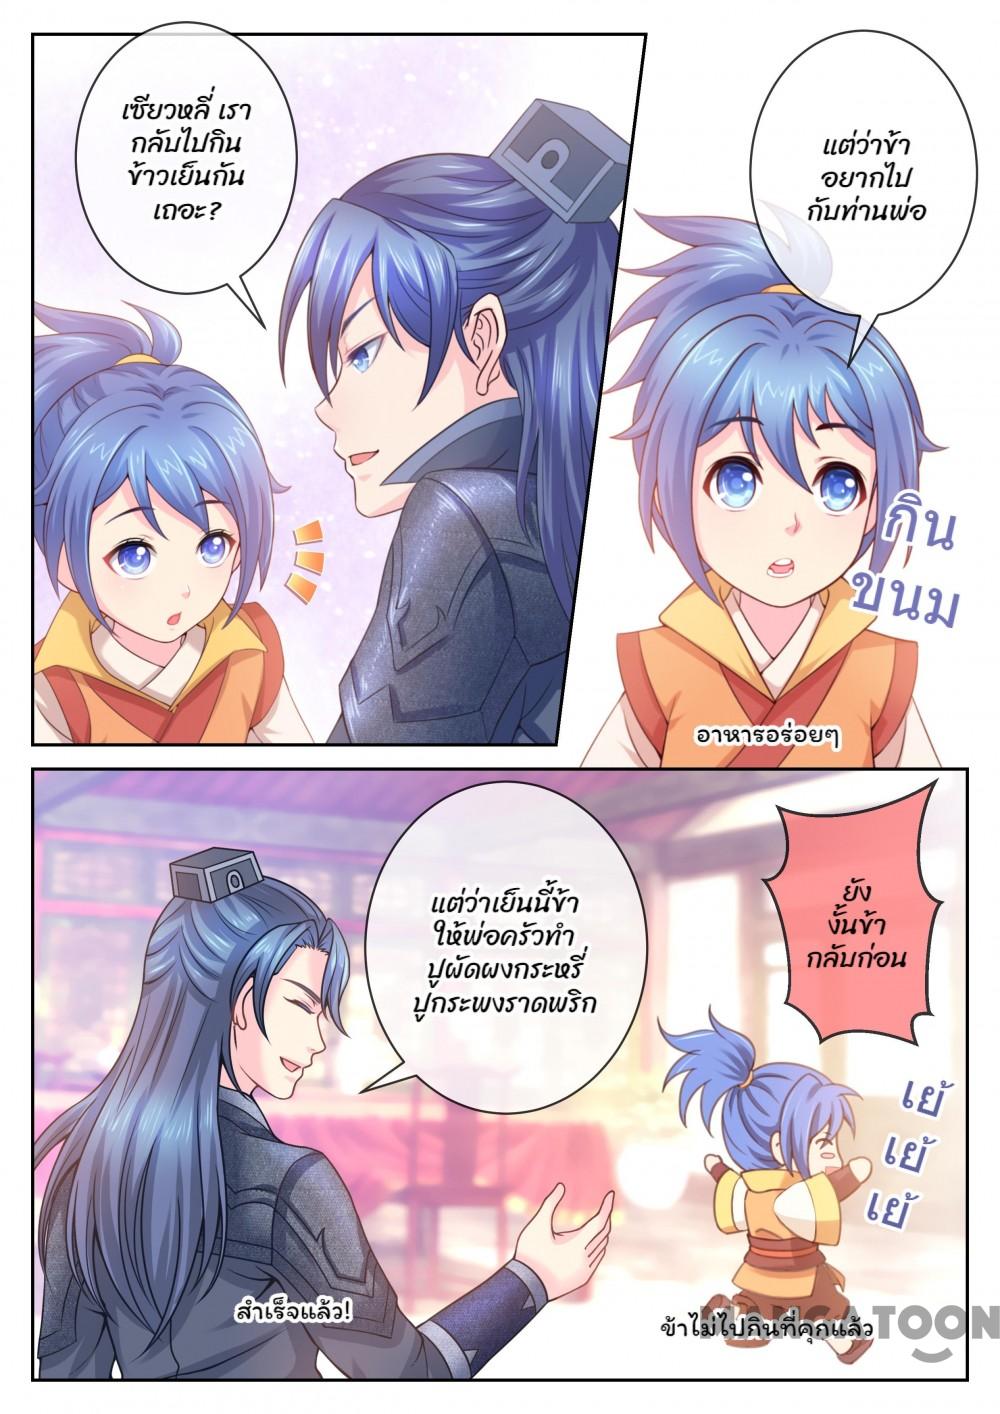 เซียวหลี่ เรา
กลับไปกิน
ข้าวเย็นกัน
เถอะ?
แต่ว่าข้า
อยากไป
กับท่านพ่อ
กิน
ขนม
อาหารอร่อยๆ
แต่ว่าเย็นนี้ข้า
ให้พ่อครัวทำ
ปูผัดผงกระหรี่
ปูกระพงราดพริก
ยัง
งั้นข้า
กลับก่อน
เย้
เย้
เย้
สำเร็จแล้ว!
ข้าไม่ไปกินที่คุกแล้ว
MANGATOON